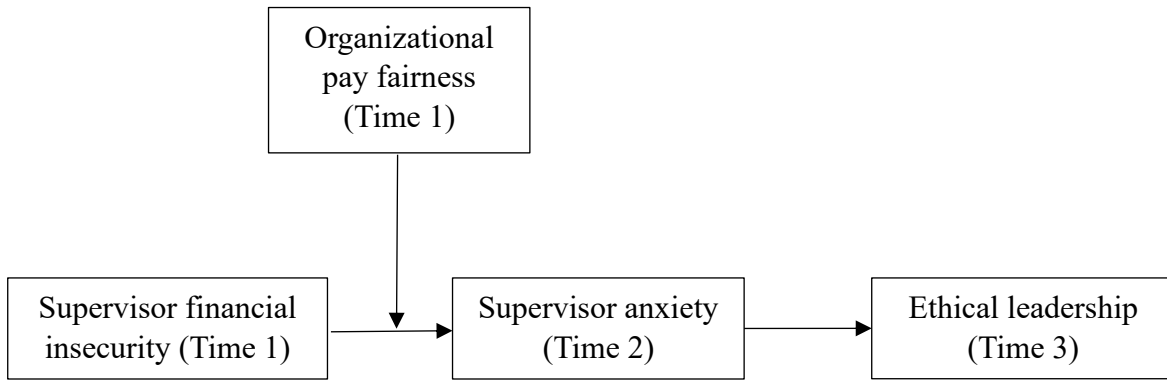 Organizational
pay fairness
(Time 1)
Supervisor financial
insecurity (Time 1)
Supervisor anxiety
(Time 2)
Ethical leadership
(Time 3)